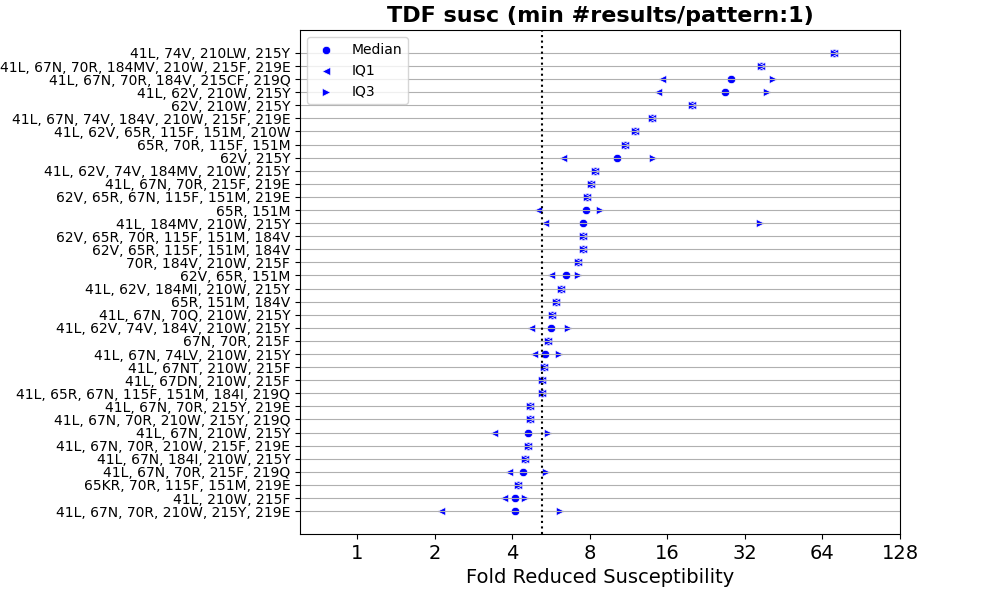 TDF susc (min #results/pattern:1)
Median
IQ1
IQ3
41L, 74V, 210LW, 215Y
41L, 67N, 70R, 184MV, 210W, 215F, 219E
41L, 67N, 70R, 184V, 215CF, 219Q
41L, 62V, 210W, 215Y
62V, 210W, 215Y
41L, 67N, 74V, 184V, 210W, 215F, 219E
41L, 62V, 65R, 115F, 151M, 210W
65R, 70R, 115F, 151M
62V, 215Y
41L, 62V, 74V, 184MV, 210W, 215Y
41L, 67N, 70R, 215F, 219E
62V, 65R, 67N, 115F, 151M, 219E
65R, 151M
41L, 184MV, 210W, 215Y
62V, 65R, 70R, 115F, 151M, 184V
62V, 65R, 115F, 151M, 184V
70R, 184V, 210W, 215F
62V, 65R, 151M
41L, 62V, 184MI, 210W, 215Y
65R, 151M, 184V
41L, 67N, 70Q, 210W, 215Y
41L, 62V, 74V, 184V, 210W, 215Y
67N, 70R, 215F
41L, 67N, 74LV, 210W, 215Y
41L, 67NT, 210W, 215F
41L, 67DN, 210W, 215F
41L, 65R, 67N, 115F, 151M, 184I, 219Q
41L, 67N, 70R, 215Y, 219E
41L, 67N, 70R, 210W, 215Y, 219Q
41L, 67N, 210W, 215Y
41L, 67N, 70R, 210W, 215F, 219E
41L, 67N, 184I, 210W, 215Y
41L, 67N, 70R, 215F, 219Q
65KR, 70R, 115F, 151M, 219E
41L, 210W, 215F
41L, 67N, 70R, 210W, 215Y, 219E
1 2 4 8 16 32 64 128
Fold Reduced Susceptibility